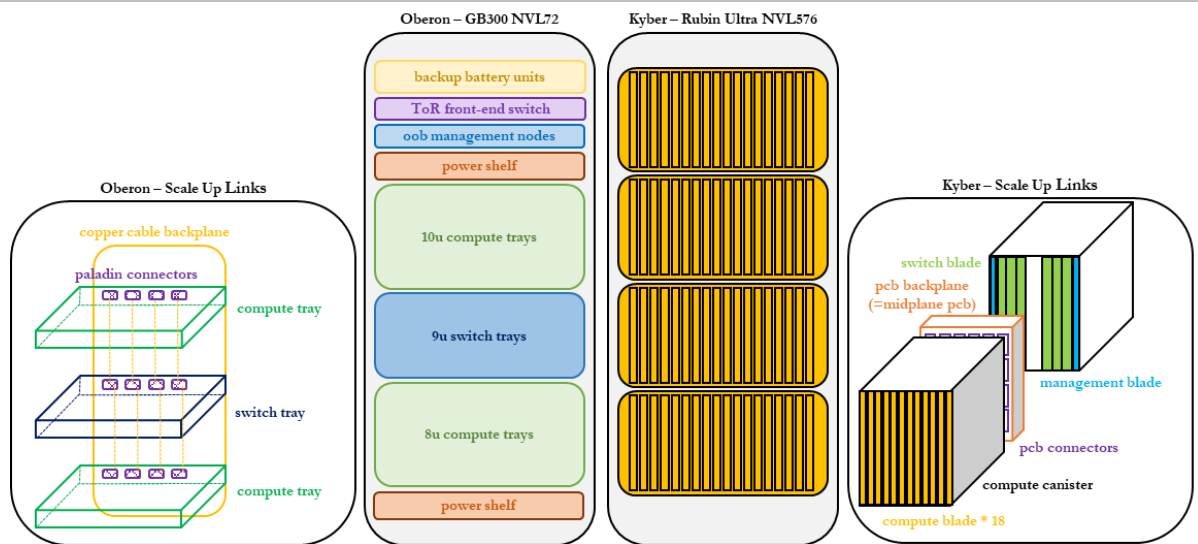 Oberon – GB300 NVL72
Kyber – Rubin Ultra NVL576
backup battery units
ToR front-end switch
oob management nodes
power shelf
10u compute trays
9u switch trays
8u compute trays
power shelf
Oberon – Scale Up Links
copper cable backplane
paladin connectors
compute tray
switch tray
compute tray
Kyber – Scale Up Links
switch blade
pcb backplane
(=midplane pcb)
management blade
pcb connectors
compute canister
compute blade * 18